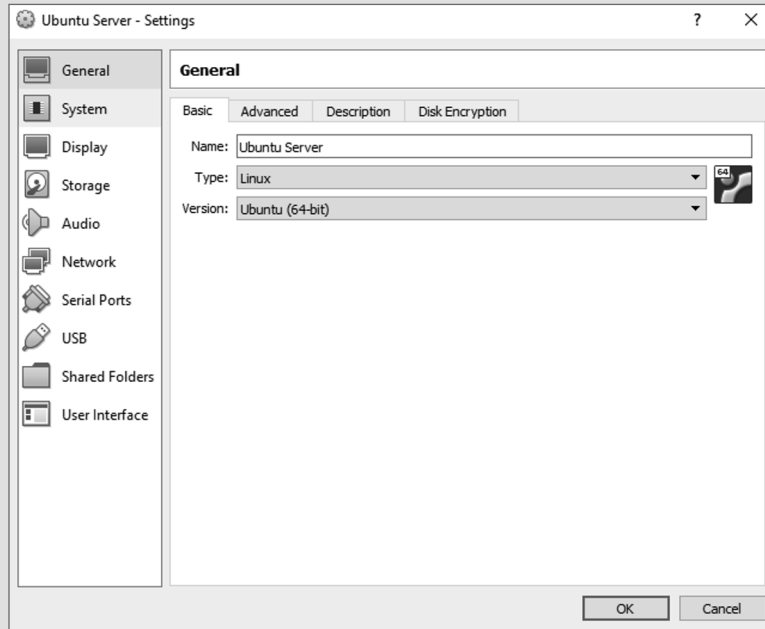 Ubuntu Server - Settings
?
General
System
Display
Storage
Audio
Network
Serial Ports
USB
Shared Folders
User Interface
General
Basic Advanced Description Disk Encryption
Name: Ubuntu Server
Type: Linux
64
Version: Ubuntu (64-bit)
OK Cancel